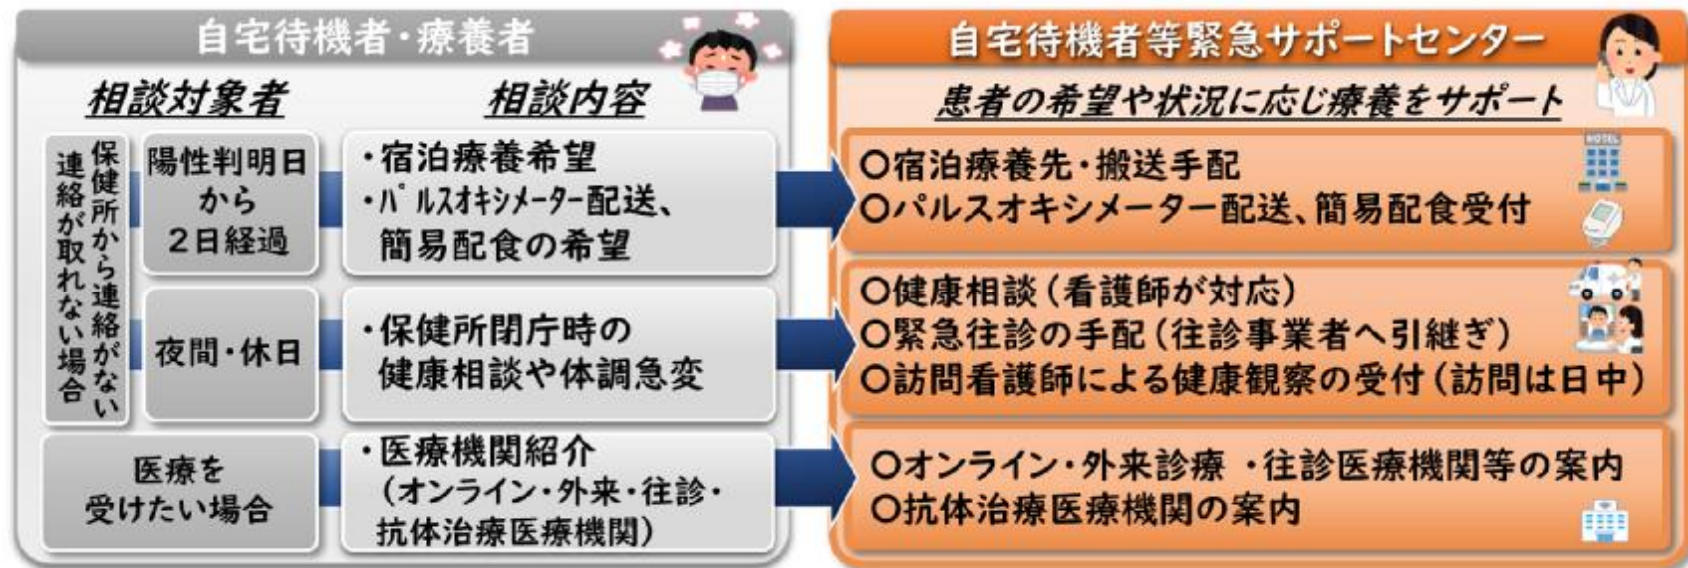 自宅待機者・療養者
相談対象者
相談内容
保健所から連絡がない
連絡が取れない場合
陽性判明日
から
2日経過
・宿泊療養希望
・パルスオキシメーター配送、
簡易配食の希望
夜間・休日
・保健所閉庁時の
健康相談や体調急変
医療を
受けたい場合
・医療機関紹介
(オンライン・外来・往診・
抗体治療医療機関)
自宅待機者等緊急サポートセンター
患者の希望や状況に応じ療養をサポート
〇宿泊療養先・搬送手配
〇パルスオキシメーター配送、簡易配食受付
HOTEL
〇健康相談(看護師が対応)
〇緊急往診の手配(往診事業者へ引継ぎ)
〇訪問看護師による健康観察の受付(訪問は日中)
〇オンライン・外来診療 ・往診医療機関等の案内
〇抗体治療医療機関の案内